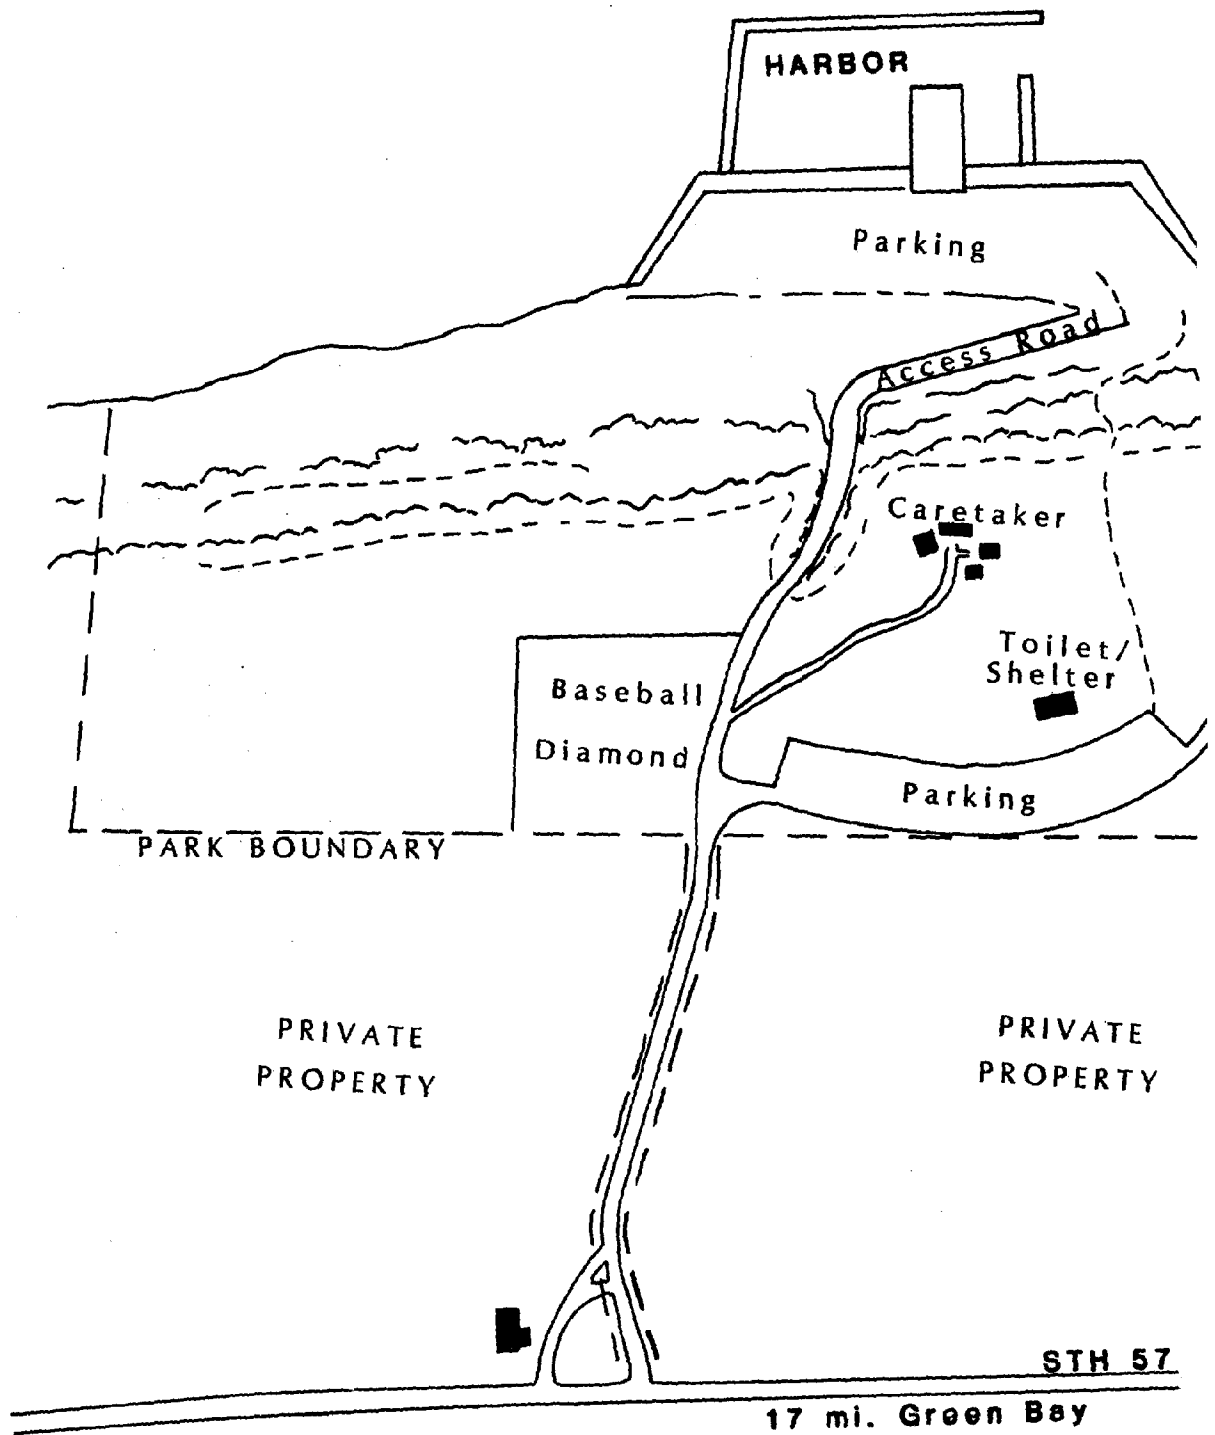 HARBOR
Parking
Access Road
Caretaker
Toilet/
Shelter
Baseball
Diamond
Parking
PARK BOUNDARY
PRIVATE
PROPERTY
PRIVATE
PROPERTY
STH 57
17 mi. Green Bay